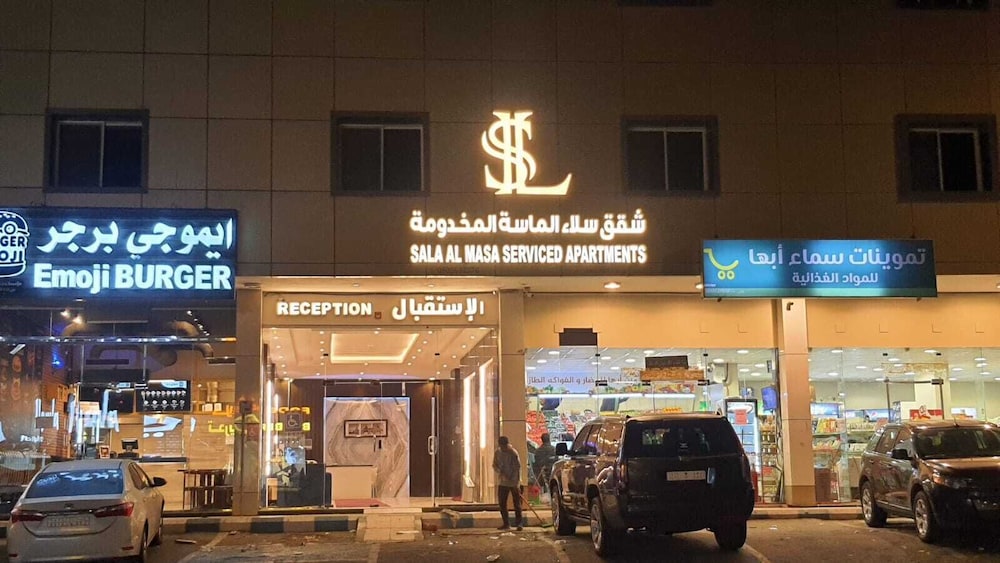 ايموجي برجر
Emoji BURGER
SL
شقق سلاء الماسة المخدومة
SALA AL MASA SERVICED APARTMENTS
RECEPTION الإستقبال
تموينات سماء أبها
للمواد الغذائية